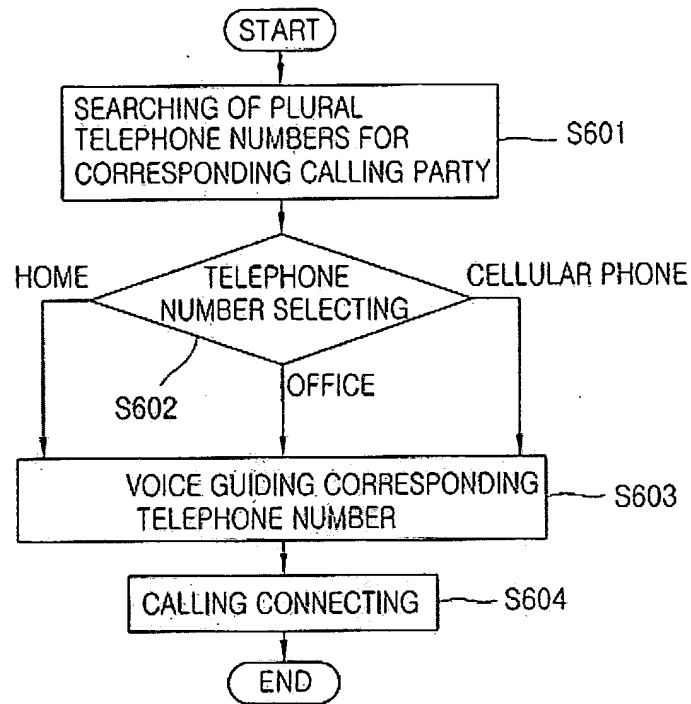 START
SEARCHING OF PLURAL
TELEPHONE NUMBERS FOR
CORRESPONDING CALLING PARTY
S601
HOME
TELEPHONE
NUMBER SELECTING
CELLULAR PHONE
S602
OFFICE
VOICE GUIDING CORRESPONDING
TELEPHONE NUMBER
S603
CALLING CONNECTING
S604
END